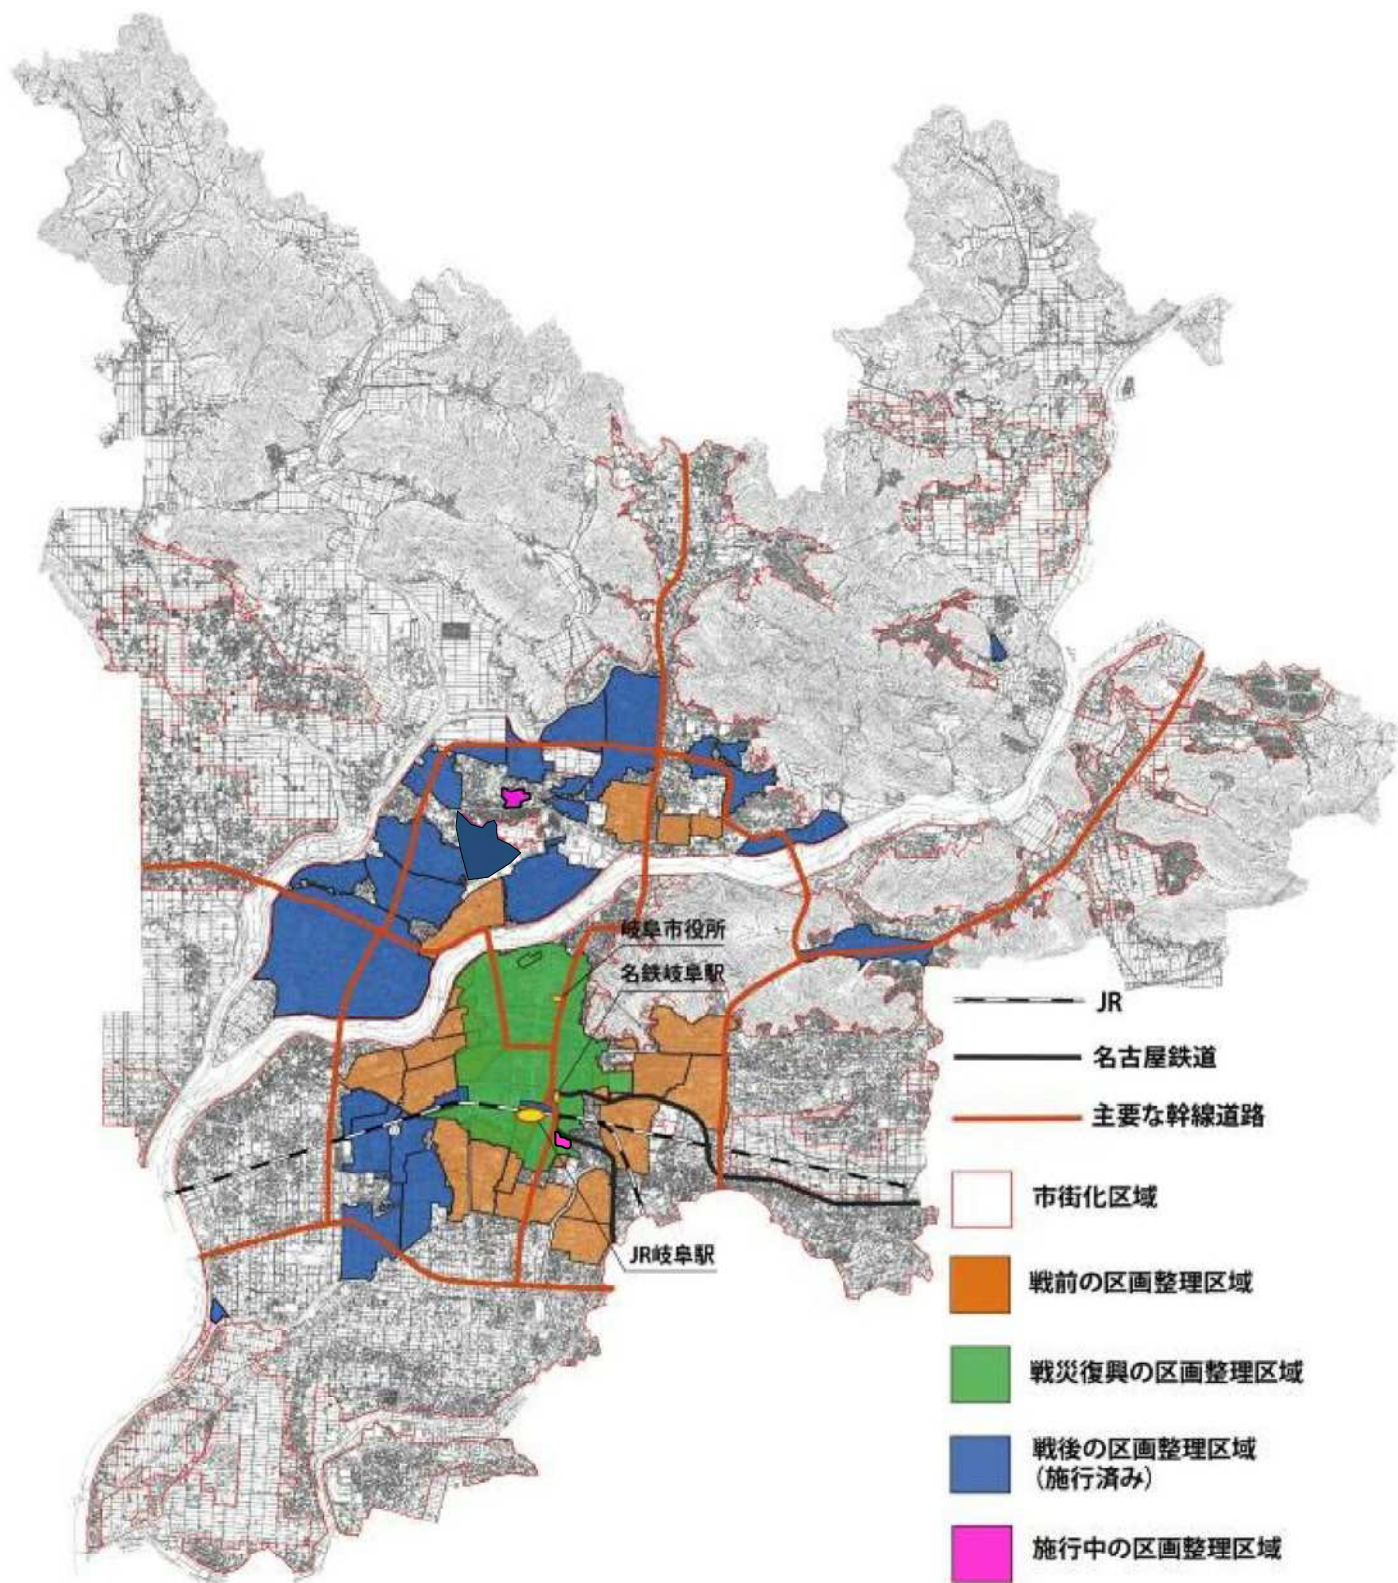 岐阜市役所
名鉄岐阜駅
JR岐阜駅
JR
名古屋鉄道
主要な幹線道路
市街化区域
戦前の区画整理区域
戦災復興の区画整理区域
戦後の区画整理区域
(施行済み)
施行中の区画整理区域